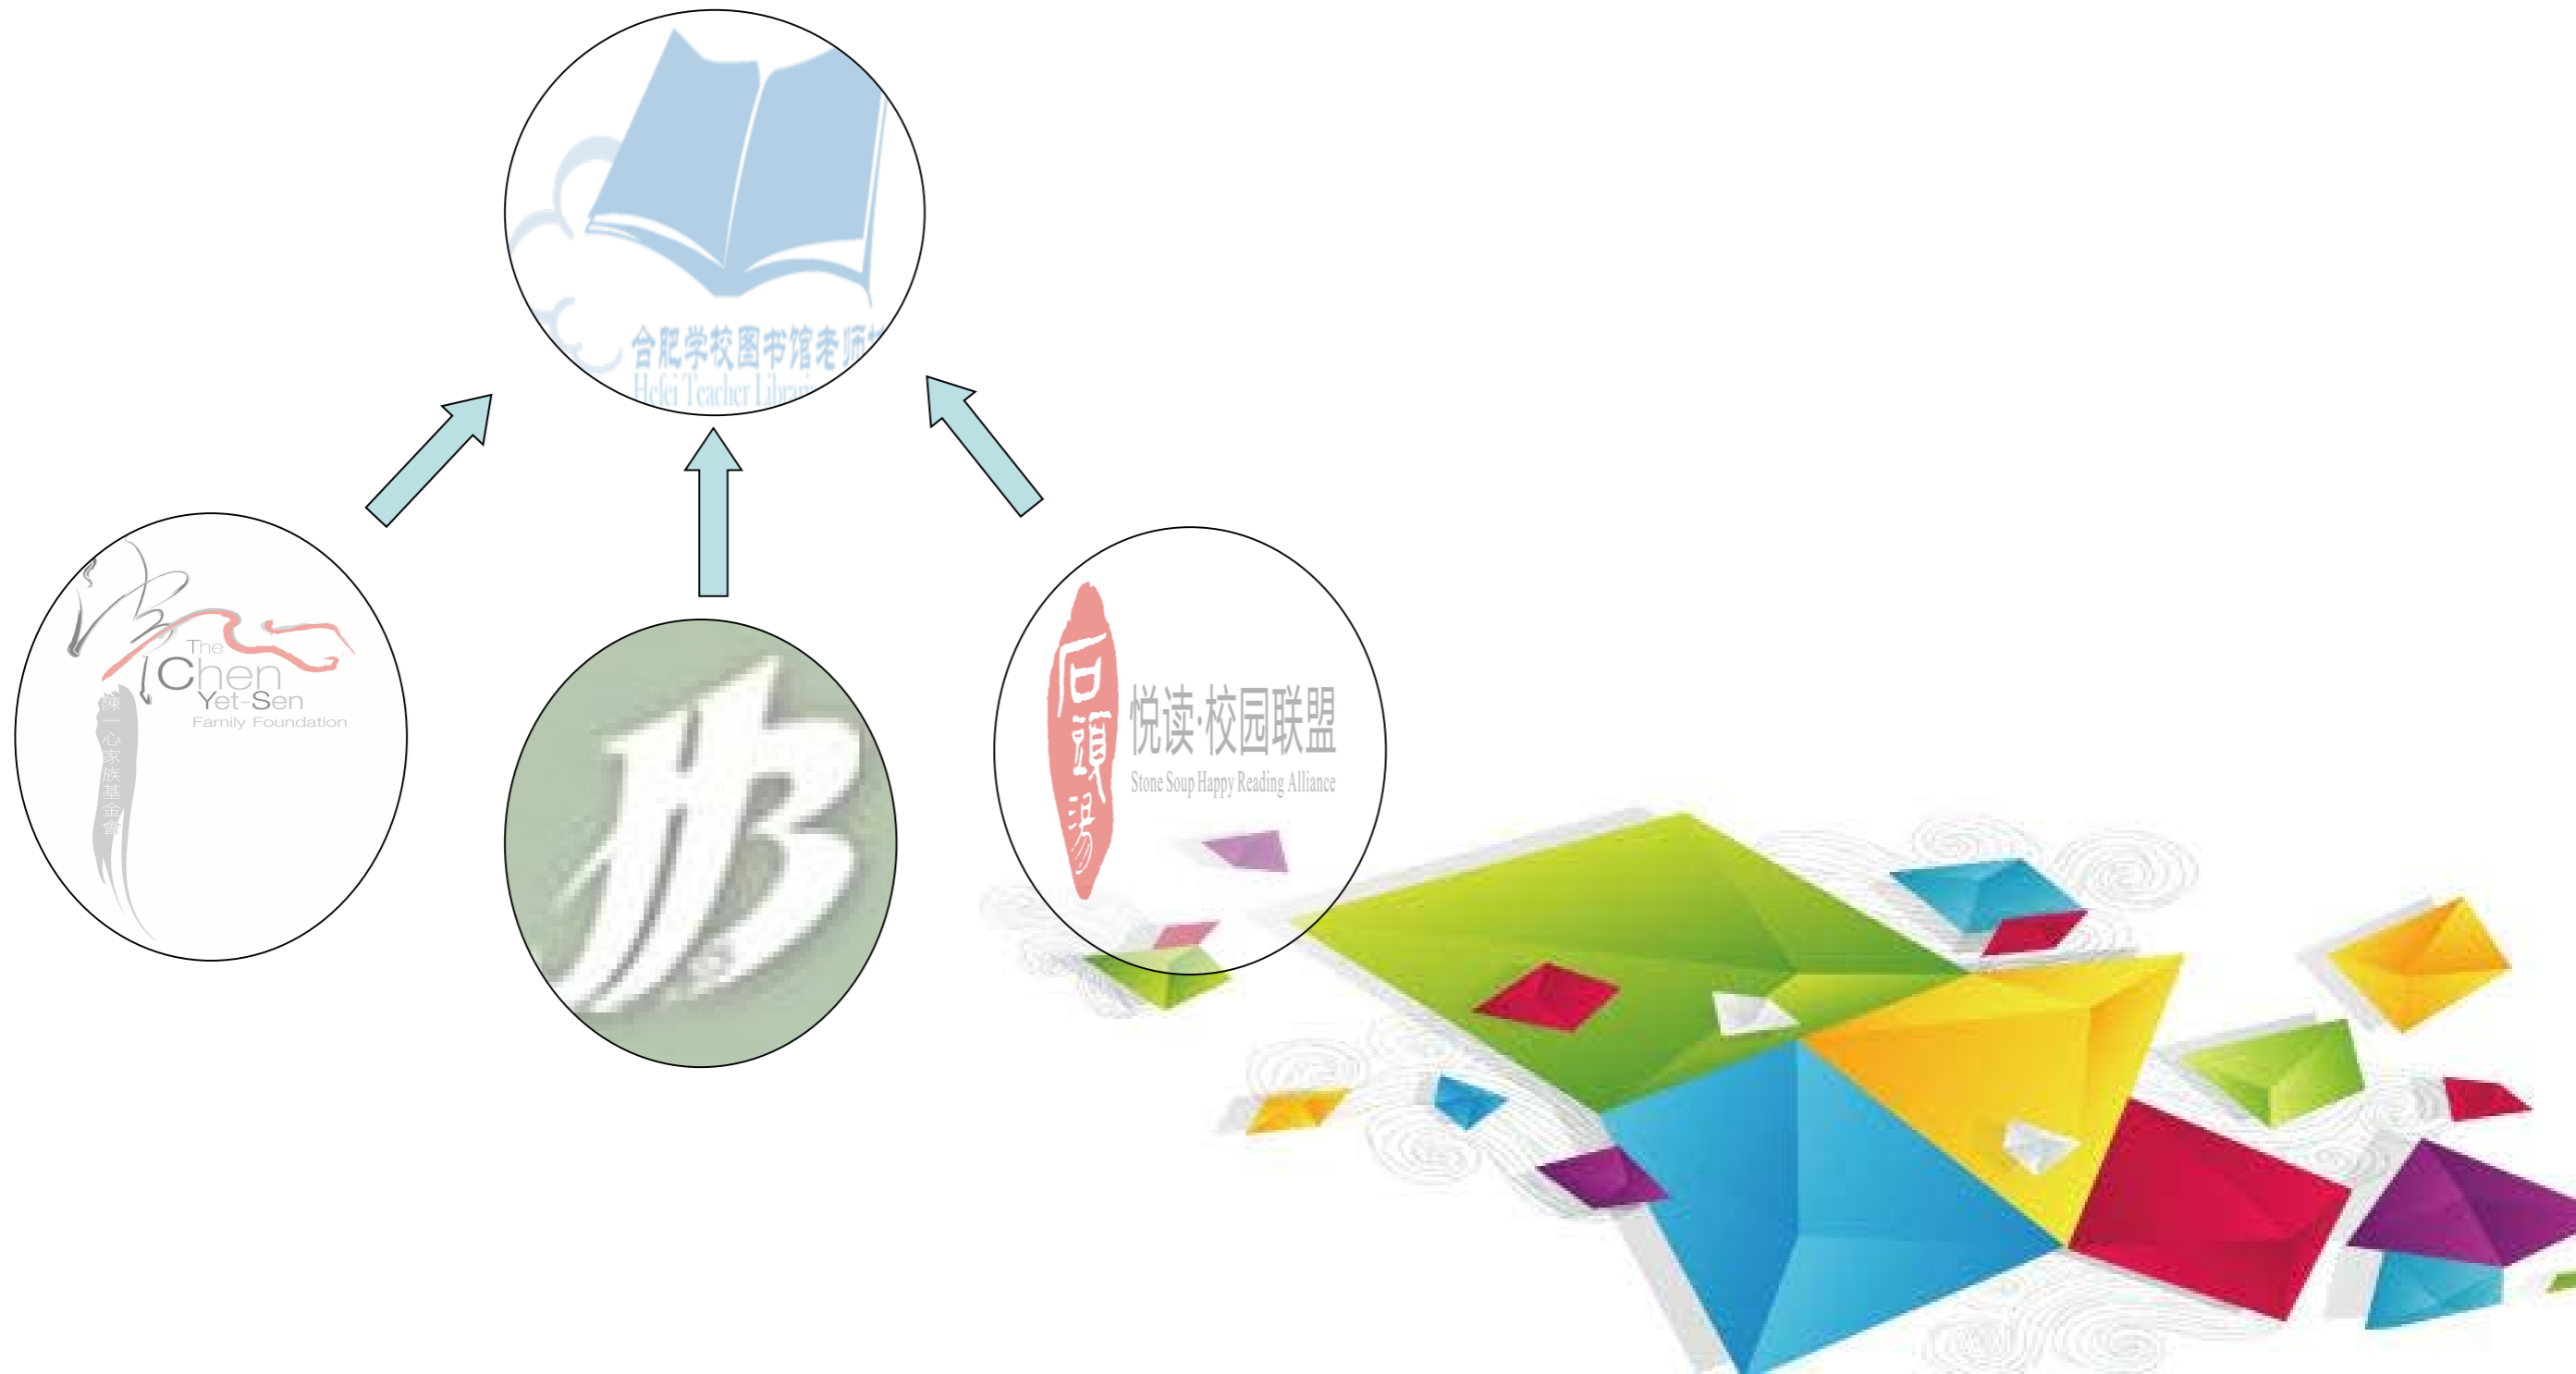 合肥学校图书馆老师
Hefei Teacher
The
Chen
Yet-Sen
Family Foundation
陳一心家族基金會
HB
石頭湯
悦读·校园联盟
Stone Soup Happy Reading Alliance